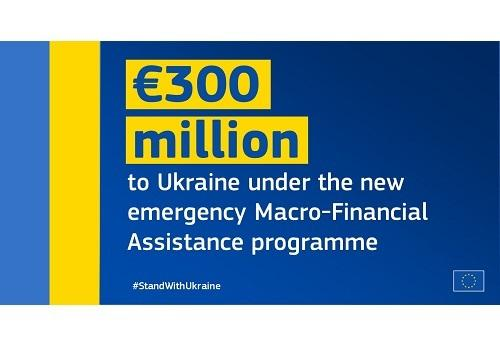 €300
million
to Ukraine under the new
emergency Macro-Financial
Assistance programme
#StandWithUkraine